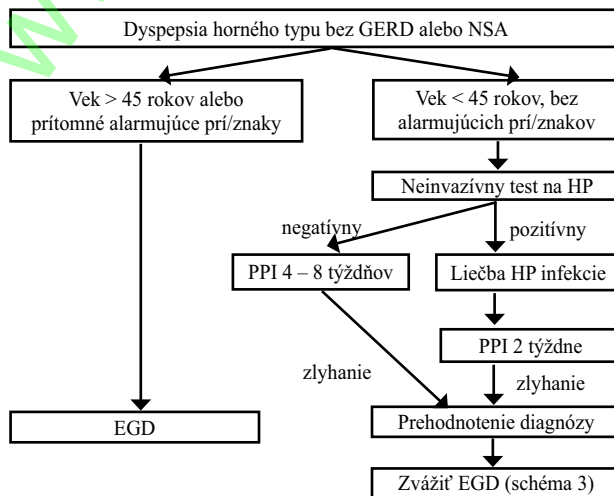 Dyspepsia horného typu bez GERD alebo NSA
Vek > 45 rokov alebo
prítomné alarmujúce prí/znaky
Vek < 45 rokov, bez
alarmujúcich prí/znakov
Neinvazívny test na HP
negatívny
pozitívny
PPI 4 – 8 týždňov
Liečba HP infekcie
PPI 2 týždne
zlyhanie
zlyhanie
EGD
Prehodnotenie diagnózy
Zvážiť EGD (schéma 3)